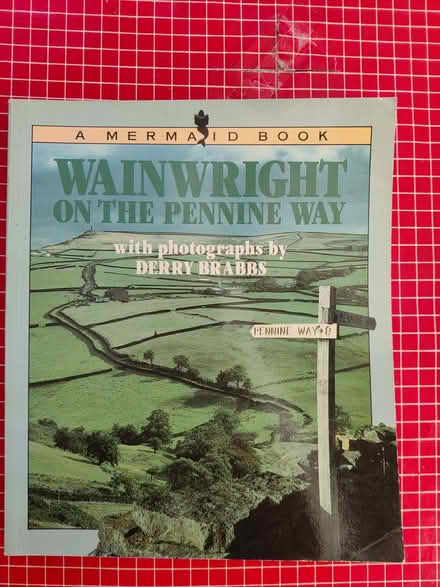 A MERMAID BOOK
WAINWRIGHT
ON THE PENNINE WAY
with photographs by
DERRY BRABBS
PENNINE WAY